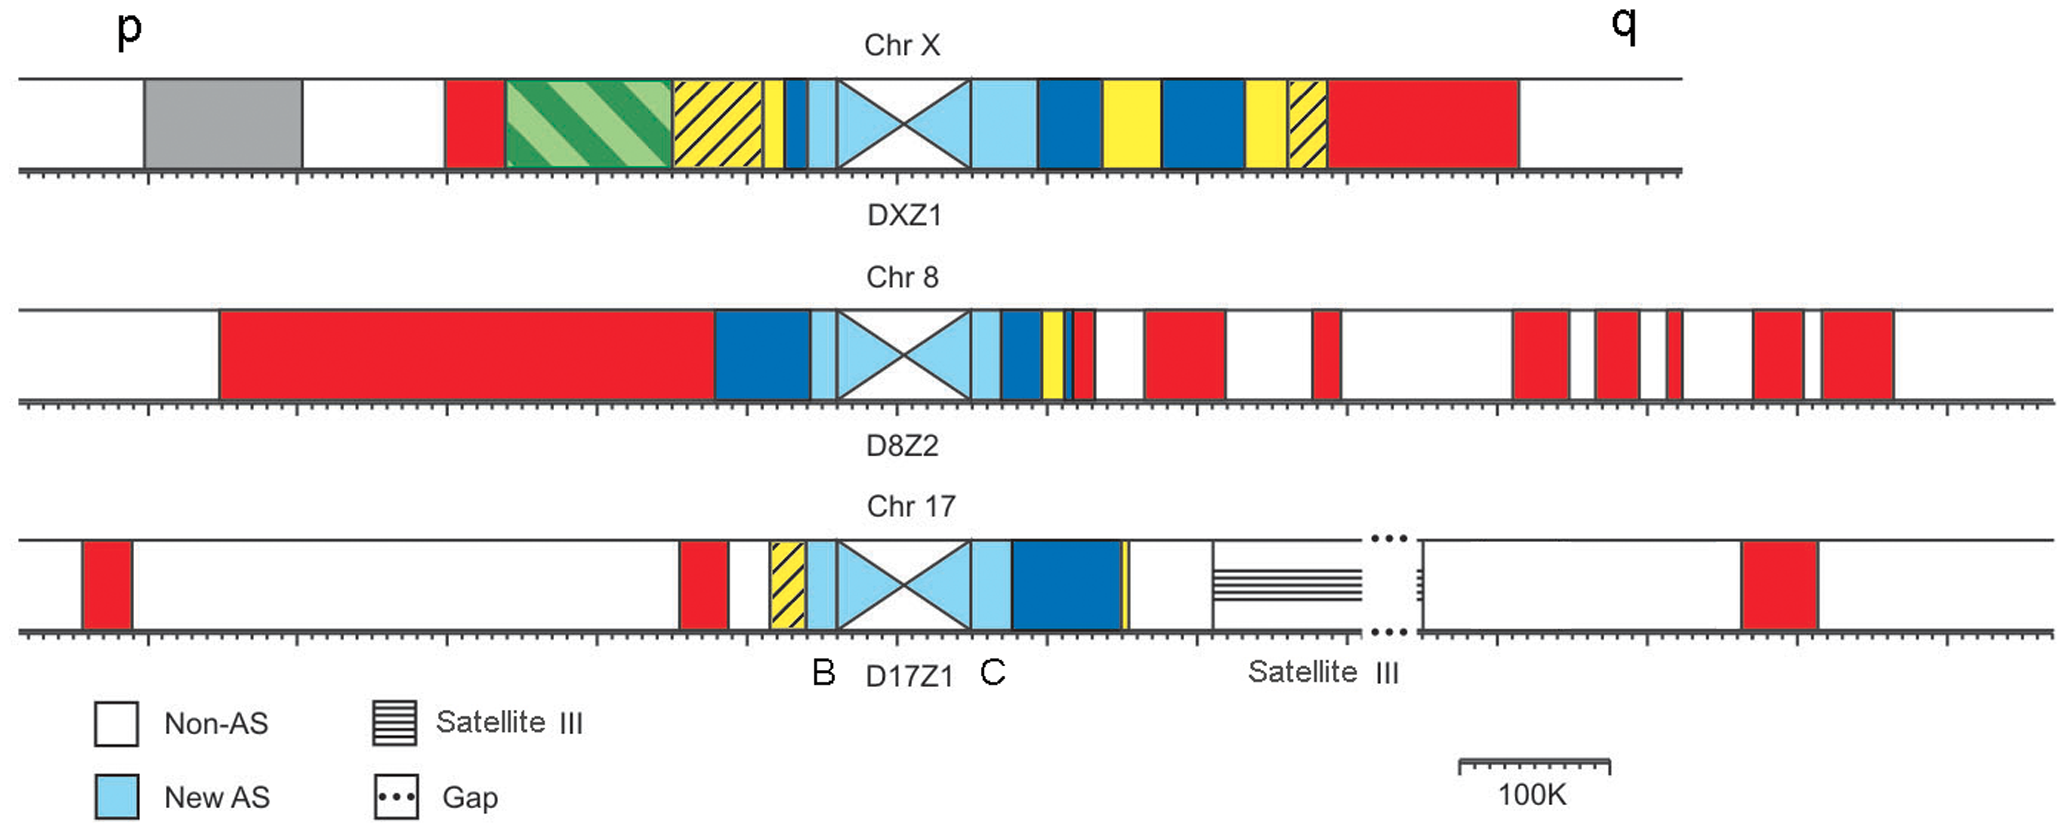 p
q
Chr X
DXZ1
Chr 8
D8Z2
Chr 17
B D17Z1 C Satellite III
Non-AS Satellite III
New AS Gap
100K